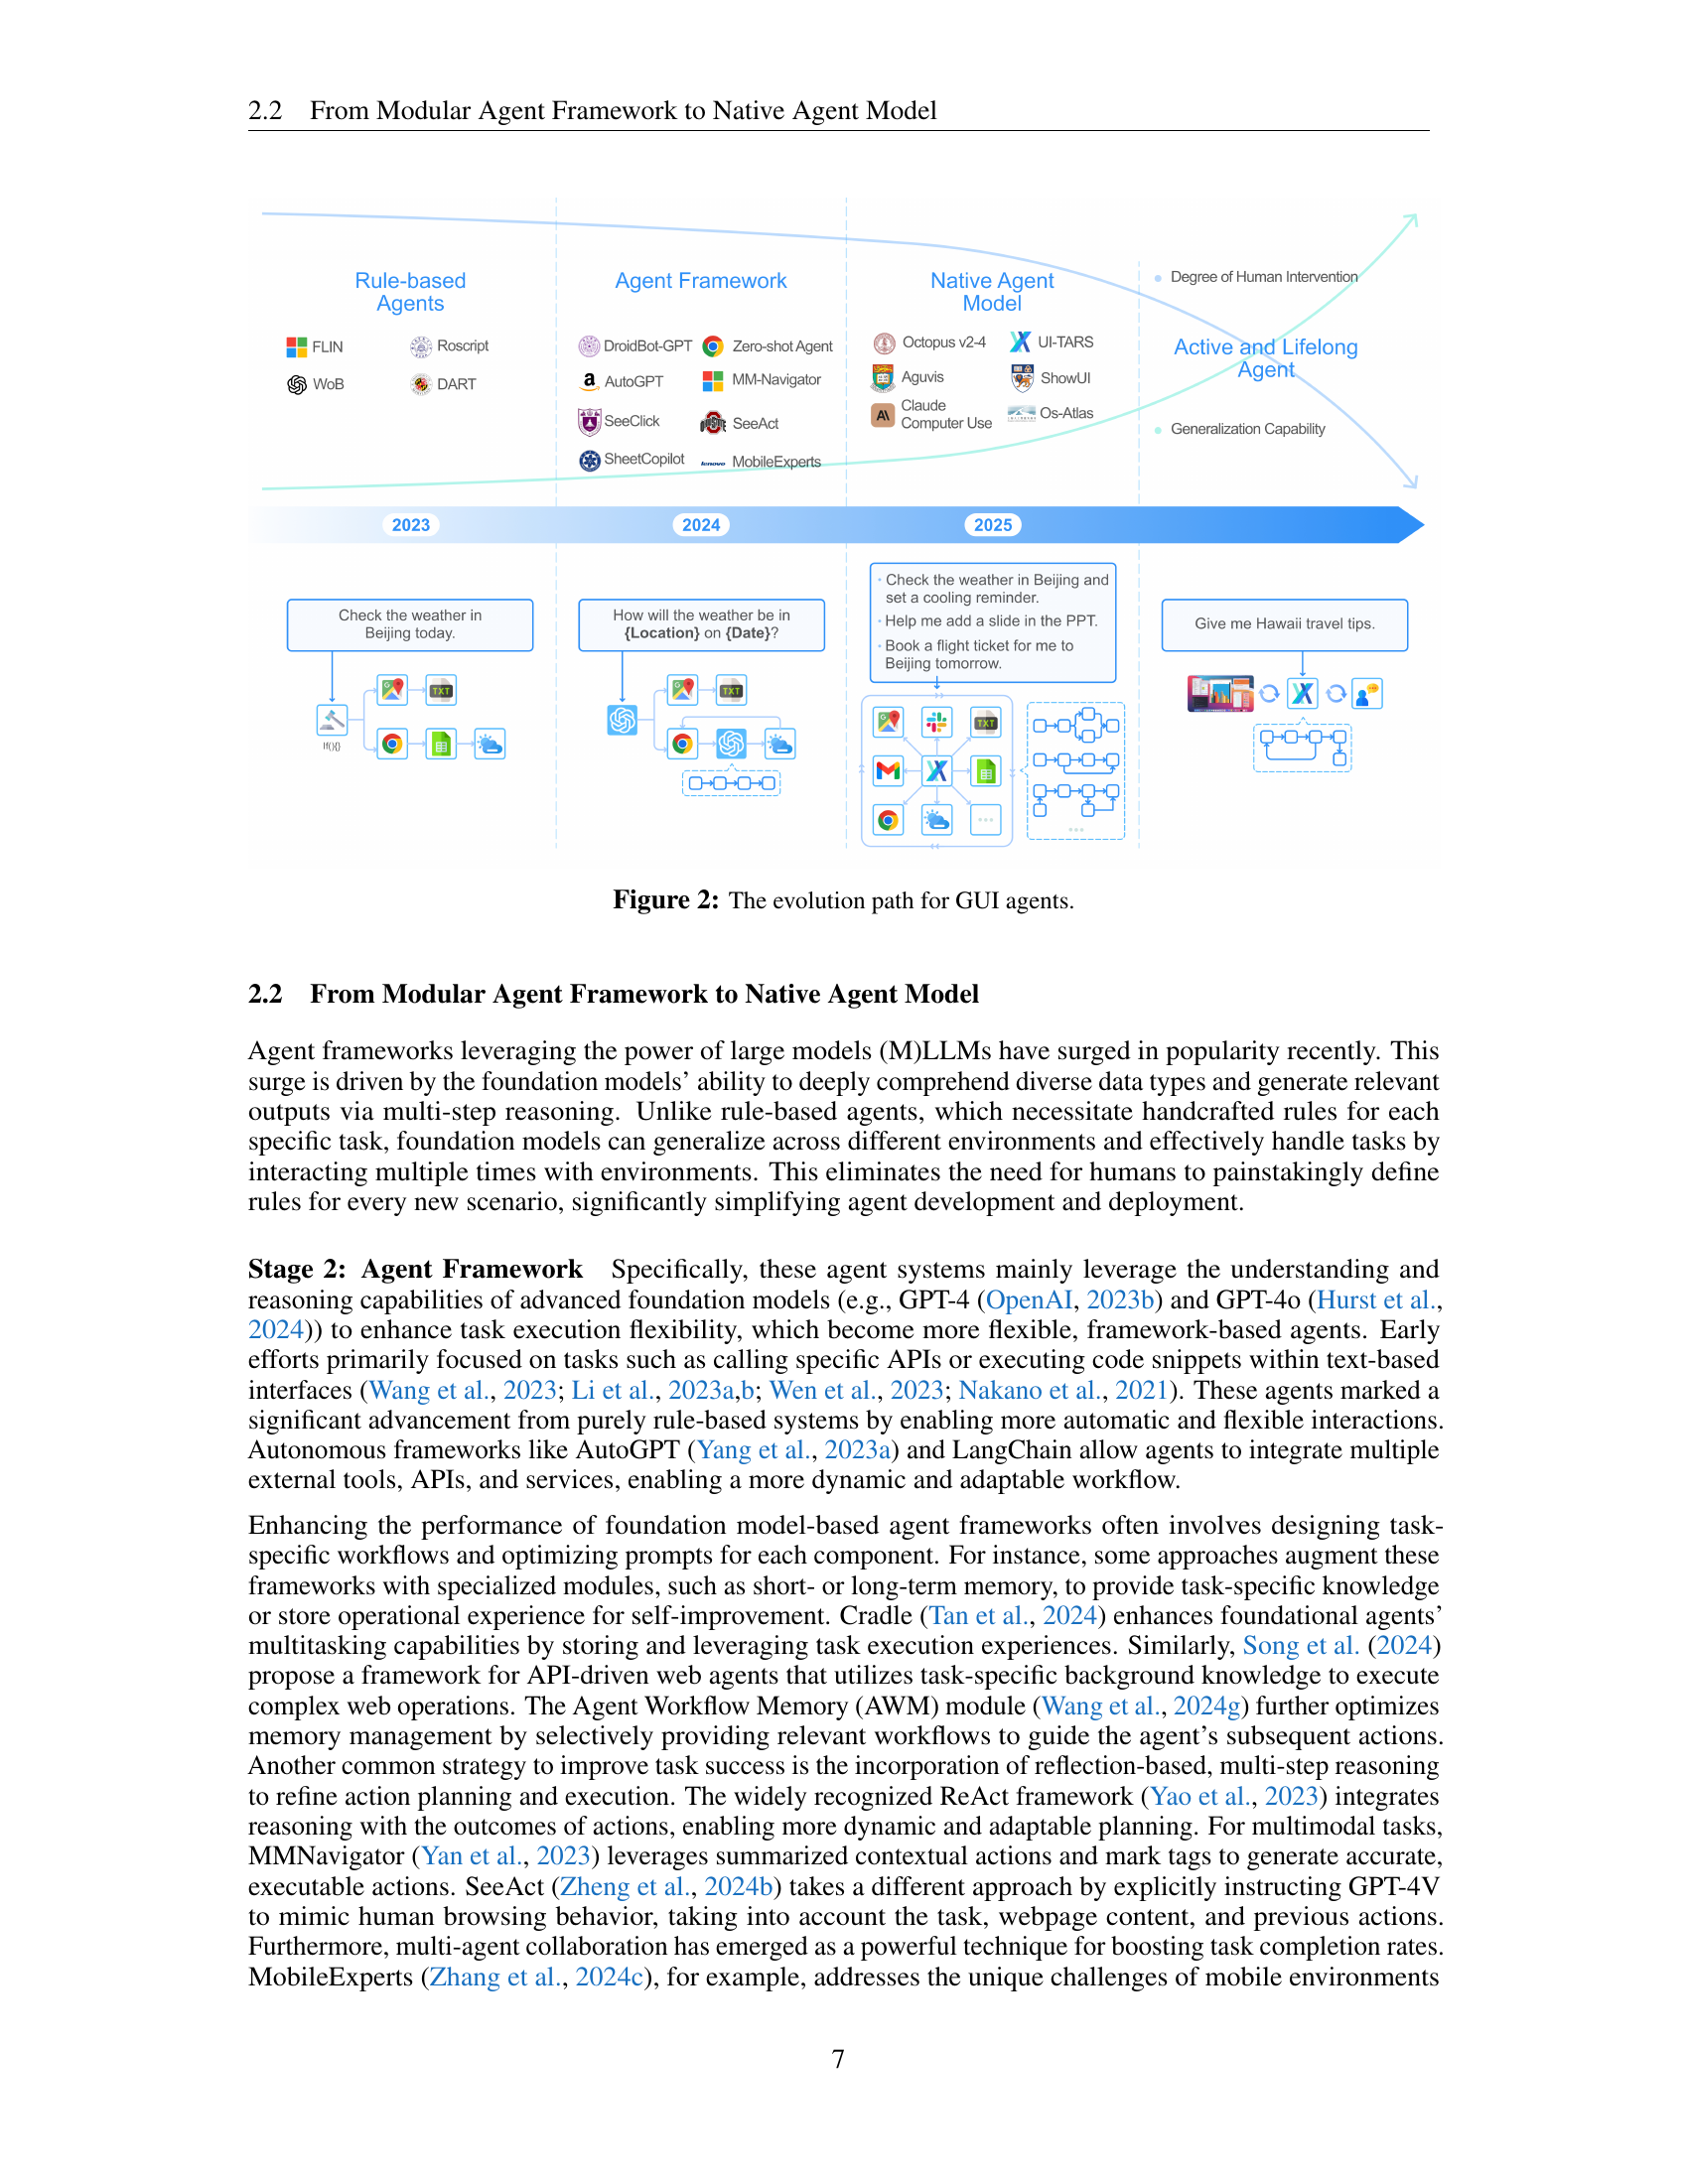 2.2 From Modular Agent Framework to Native Agent Model
Rule-based
Agents
FLIN
Roscript
WoB
DART
Agent Framework
DroidBot-GPT
Zero-shot Agent
AutoGPT
MM-Navigator
SeeClick
SeeAct
SheetCopilot
lenovo
MobileExperts
Native Agent
Model
Octopus v2-4
UI-TARS
Aguvis
ShowUI
Claude
Computer Use
Os-Atlas
Degree of Human Intervention
Active and Lifelong
Agent
Generalization Capability
2023
2024
2025
Check the weather in
Beijing today.
TXT
If(){}
How will the weather be in
{Location} on {Date}?
TXT
· Check the weather in Beijing and
set a cooling reminder.
· Help me add a slide in the PPT.
· Book a flight ticket for me to
Beijing tomorrow.
TXT
Give me Hawaii travel tips.
Figure 2: The evolution path for GUI agents.
2.2 From Modular Agent Framework to Native Agent Model
Agent frameworks leveraging the power of large models (M)LLMs have surged in popularity recently. This
surge is driven by the foundation models' ability to deeply comprehend diverse data types and generate relevant
outputs via multi-step reasoning. Unlike rule-based agents, which necessitate handcrafted rules for each
specific task, foundation models can generalize across different environments and effectively handle tasks by
interacting multiple times with environments. This eliminates the need for humans to painstakingly define
rules for every new scenario, significantly simplifying agent development and deployment.
Stage 2: Agent Framework Specifically, these agent systems mainly leverage the understanding and
reasoning capabilities of advanced foundation models (e.g., GPT-4 (OpenAI, 2023b) and GPT-4o (Hurst et al.,
2024)) to enhance task execution flexibility, which become more flexible, framework-based agents. Early
efforts primarily focused on tasks such as calling specific APIs or executing code snippets within text-based
interfaces (Wang et al., 2023; Li et al., 2023a,b; Wen et al., 2023; Nakano et al., 2021). These agents marked a
significant advancement from purely rule-based systems by enabling more automatic and flexible interactions.
Autonomous frameworks like AutoGPT (Yang et al., 2023a) and LangChain allow agents to integrate multiple
external tools, APIs, and services, enabling a more dynamic and adaptable workflow.
Enhancing the performance of foundation model-based agent frameworks often involves designing task-
specific workflows and optimizing prompts for each component. For instance, some approaches augment these
frameworks with specialized modules, such as short- or long-term memory, to provide task-specific knowledge
or store operational experience for self-improvement. Cradle (Tan et al., 2024) enhances foundational agents'
multitasking capabilities by storing and leveraging task execution experiences. Similarly, Song et al. (2024)
propose a framework for API-driven web agents that utilizes task-specific background knowledge to execute
complex web operations. The Agent Workflow Memory (AWM) module (Wang et al., 2024g) further optimizes
memory management by selectively providing relevant workflows to guide the agent's subsequent actions.
Another common strategy to improve task success is the incorporation of reflection-based, multi-step reasoning
to refine action planning and execution. The widely recognized ReAct framework (Yao et al., 2023) integrates
reasoning with the outcomes of actions, enabling more dynamic and adaptable planning. For multimodal tasks,
MMNavigator (Yan et al., 2023) leverages summarized contextual actions and mark tags to generate accurate,
executable actions. SeeAct (Zheng et al., 2024b) takes a different approach by explicitly instructing GPT-4V
to mimic human browsing behavior, taking into account the task, webpage content, and previous actions.
Furthermore, multi-agent collaboration has emerged as a powerful technique for boosting task completion rates.
MobileExperts (Zhang et al., 2024c), for example, addresses the unique challenges of mobile environments
7